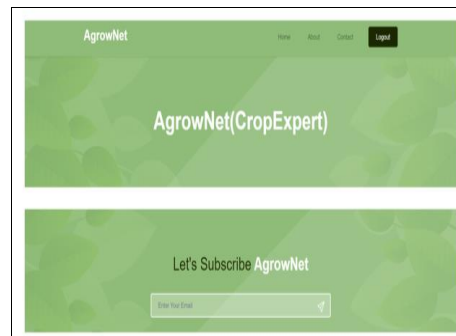 AgrowNet Home About Contact Logout
AgrowNet(CropExpert)
Let's Subscribe AgrowNet
Enter Your Email